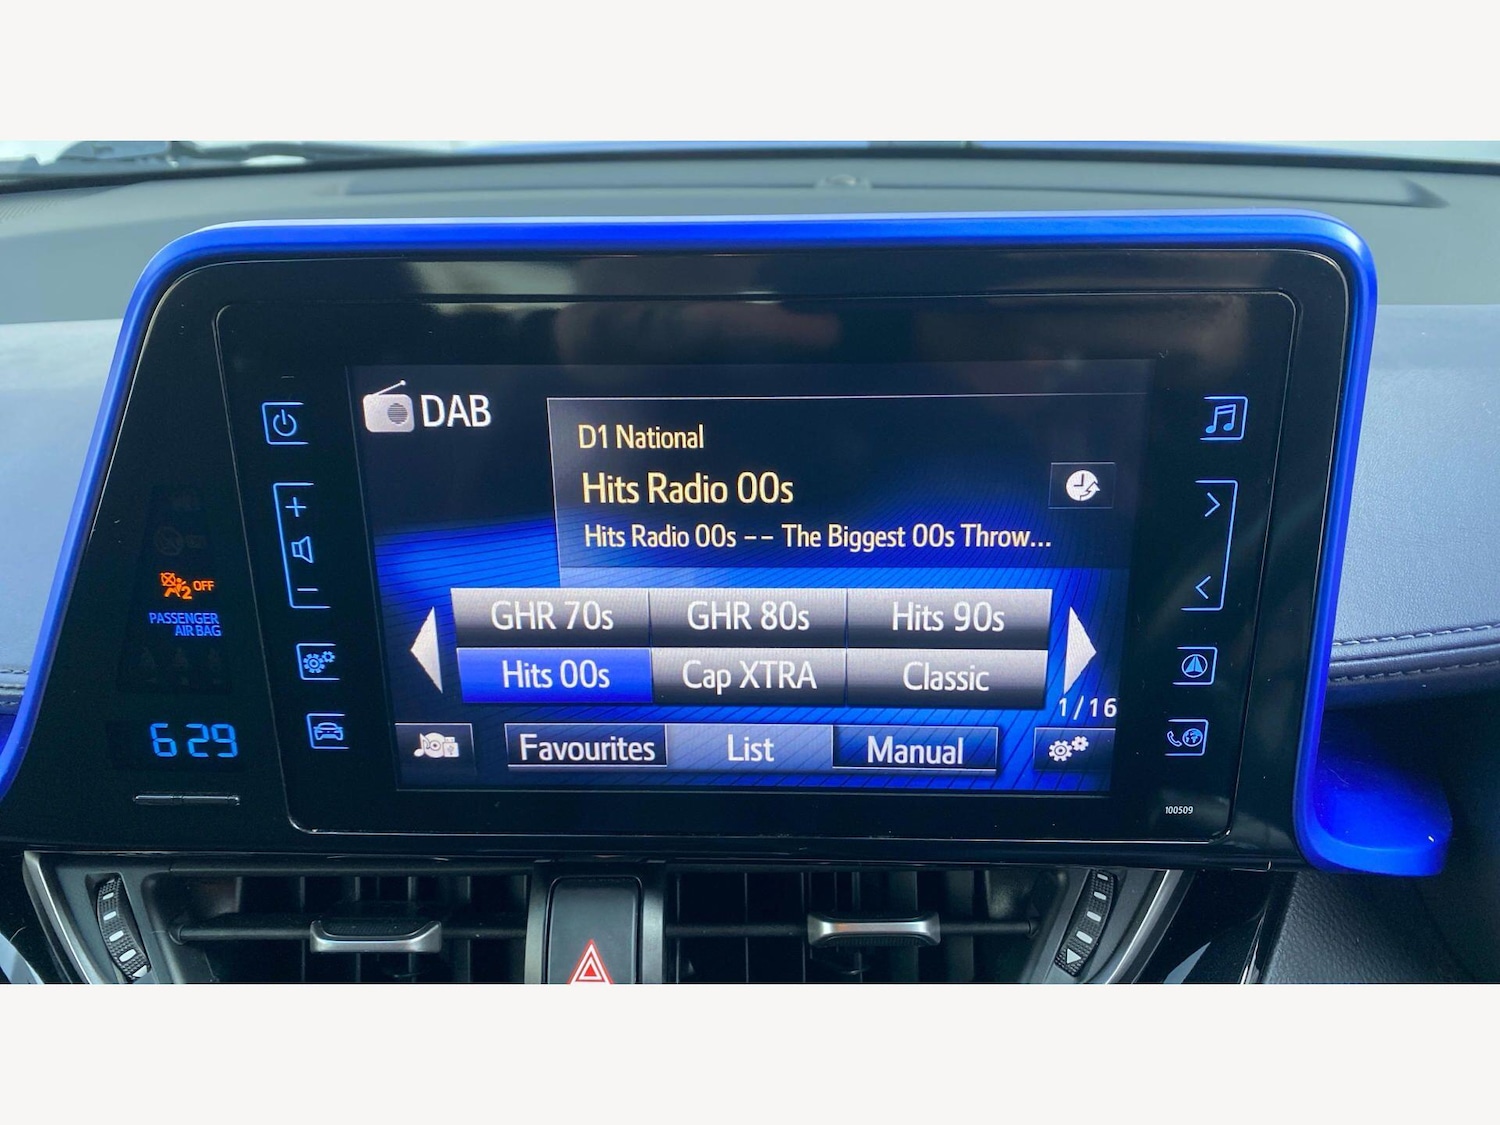 DAB
D1 National
Hits Radio 00s
Hits Radio 00s -- The Biggest 00s Throw...
GHR 70s GHR 80s Hits 90s
Hits 00s Cap XTRA Classic
1/16
Favourites List Manual
+
-
2 OFF
PASSENGER
AIR BAG
6 29
100509